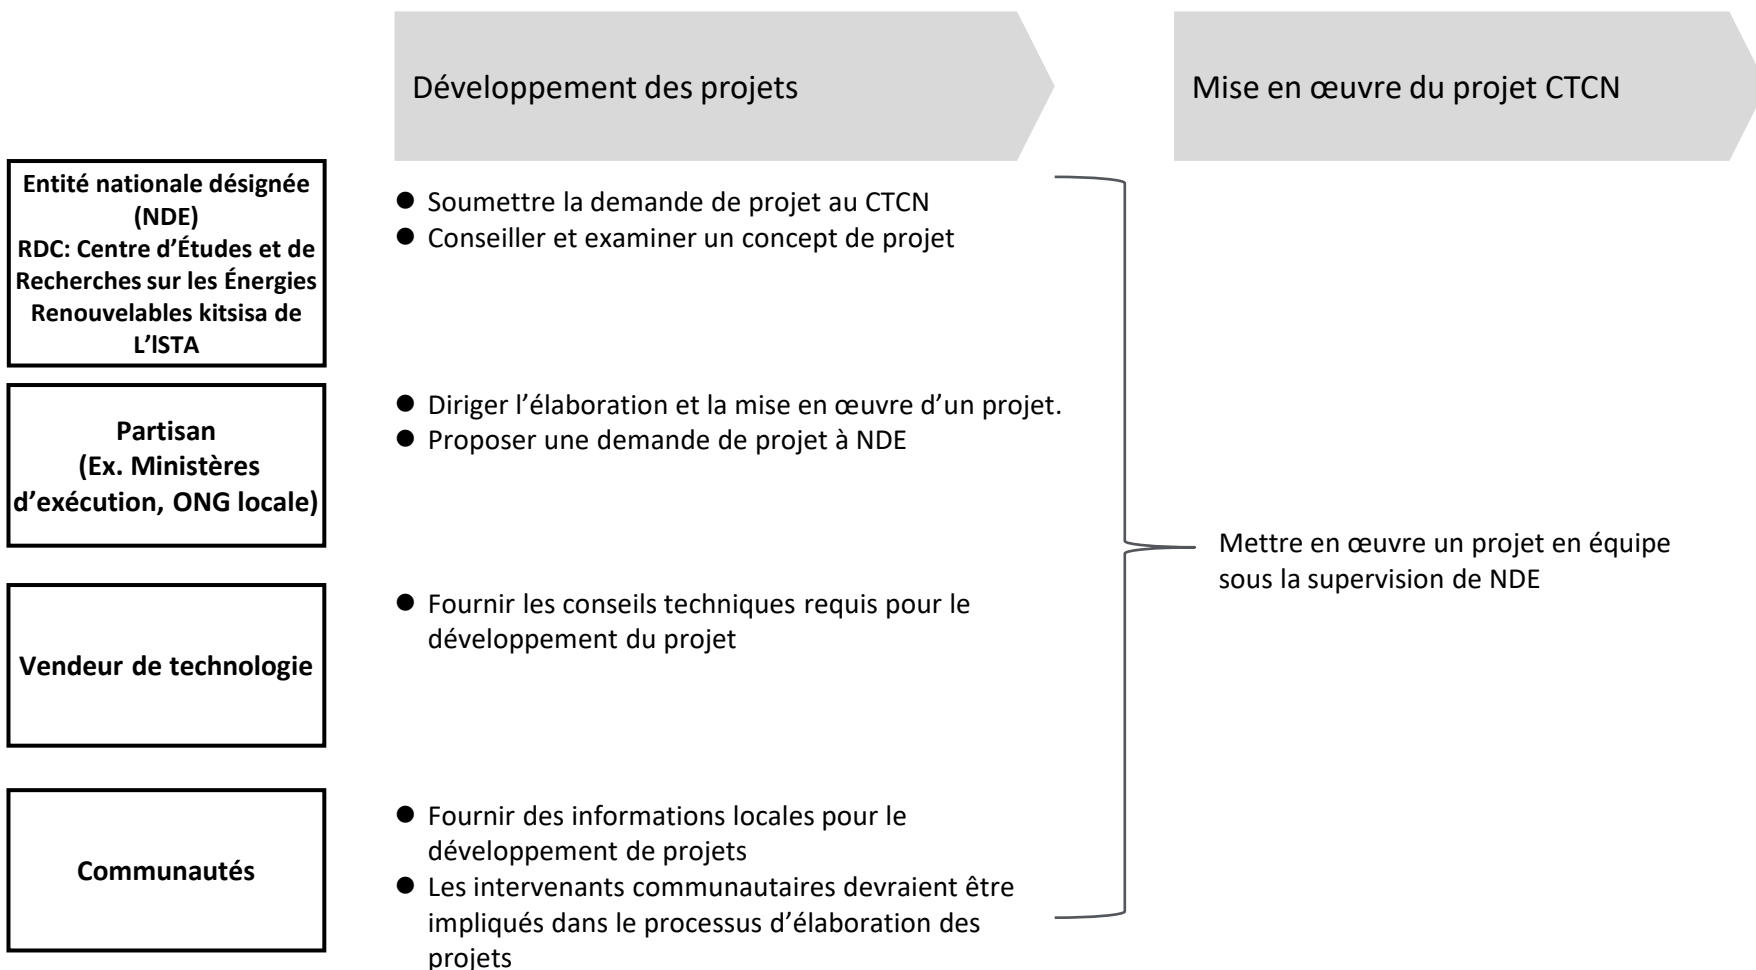 Développement des projets
Mise en œuvre du projet CTCN
Entité nationale désignée
(NDE)
RDC: Centre d’Études et de
Recherches sur les Énergies
Renouvelables kitsisa de
L’ISTA
● Soumettre la demande de projet au CTCN
● Conseiller et examiner un concept de projet
Partisan
(Ex. Ministères
d’exécution, ONG locale)
● Diriger l’élaboration et la mise en œuvre d’un projet.
● Proposer une demande de projet à NDE
Mettre en œuvre un projet en équipe
sous la supervision de NDE
Vendeur de technologie
● Fournir les conseils techniques requis pour le
développement du projet
Communautés
● Fournir des informations locales pour le
développement de projets
● Les intervenants communautaires devraient être
impliqués dans le processus d’élaboration des
projets